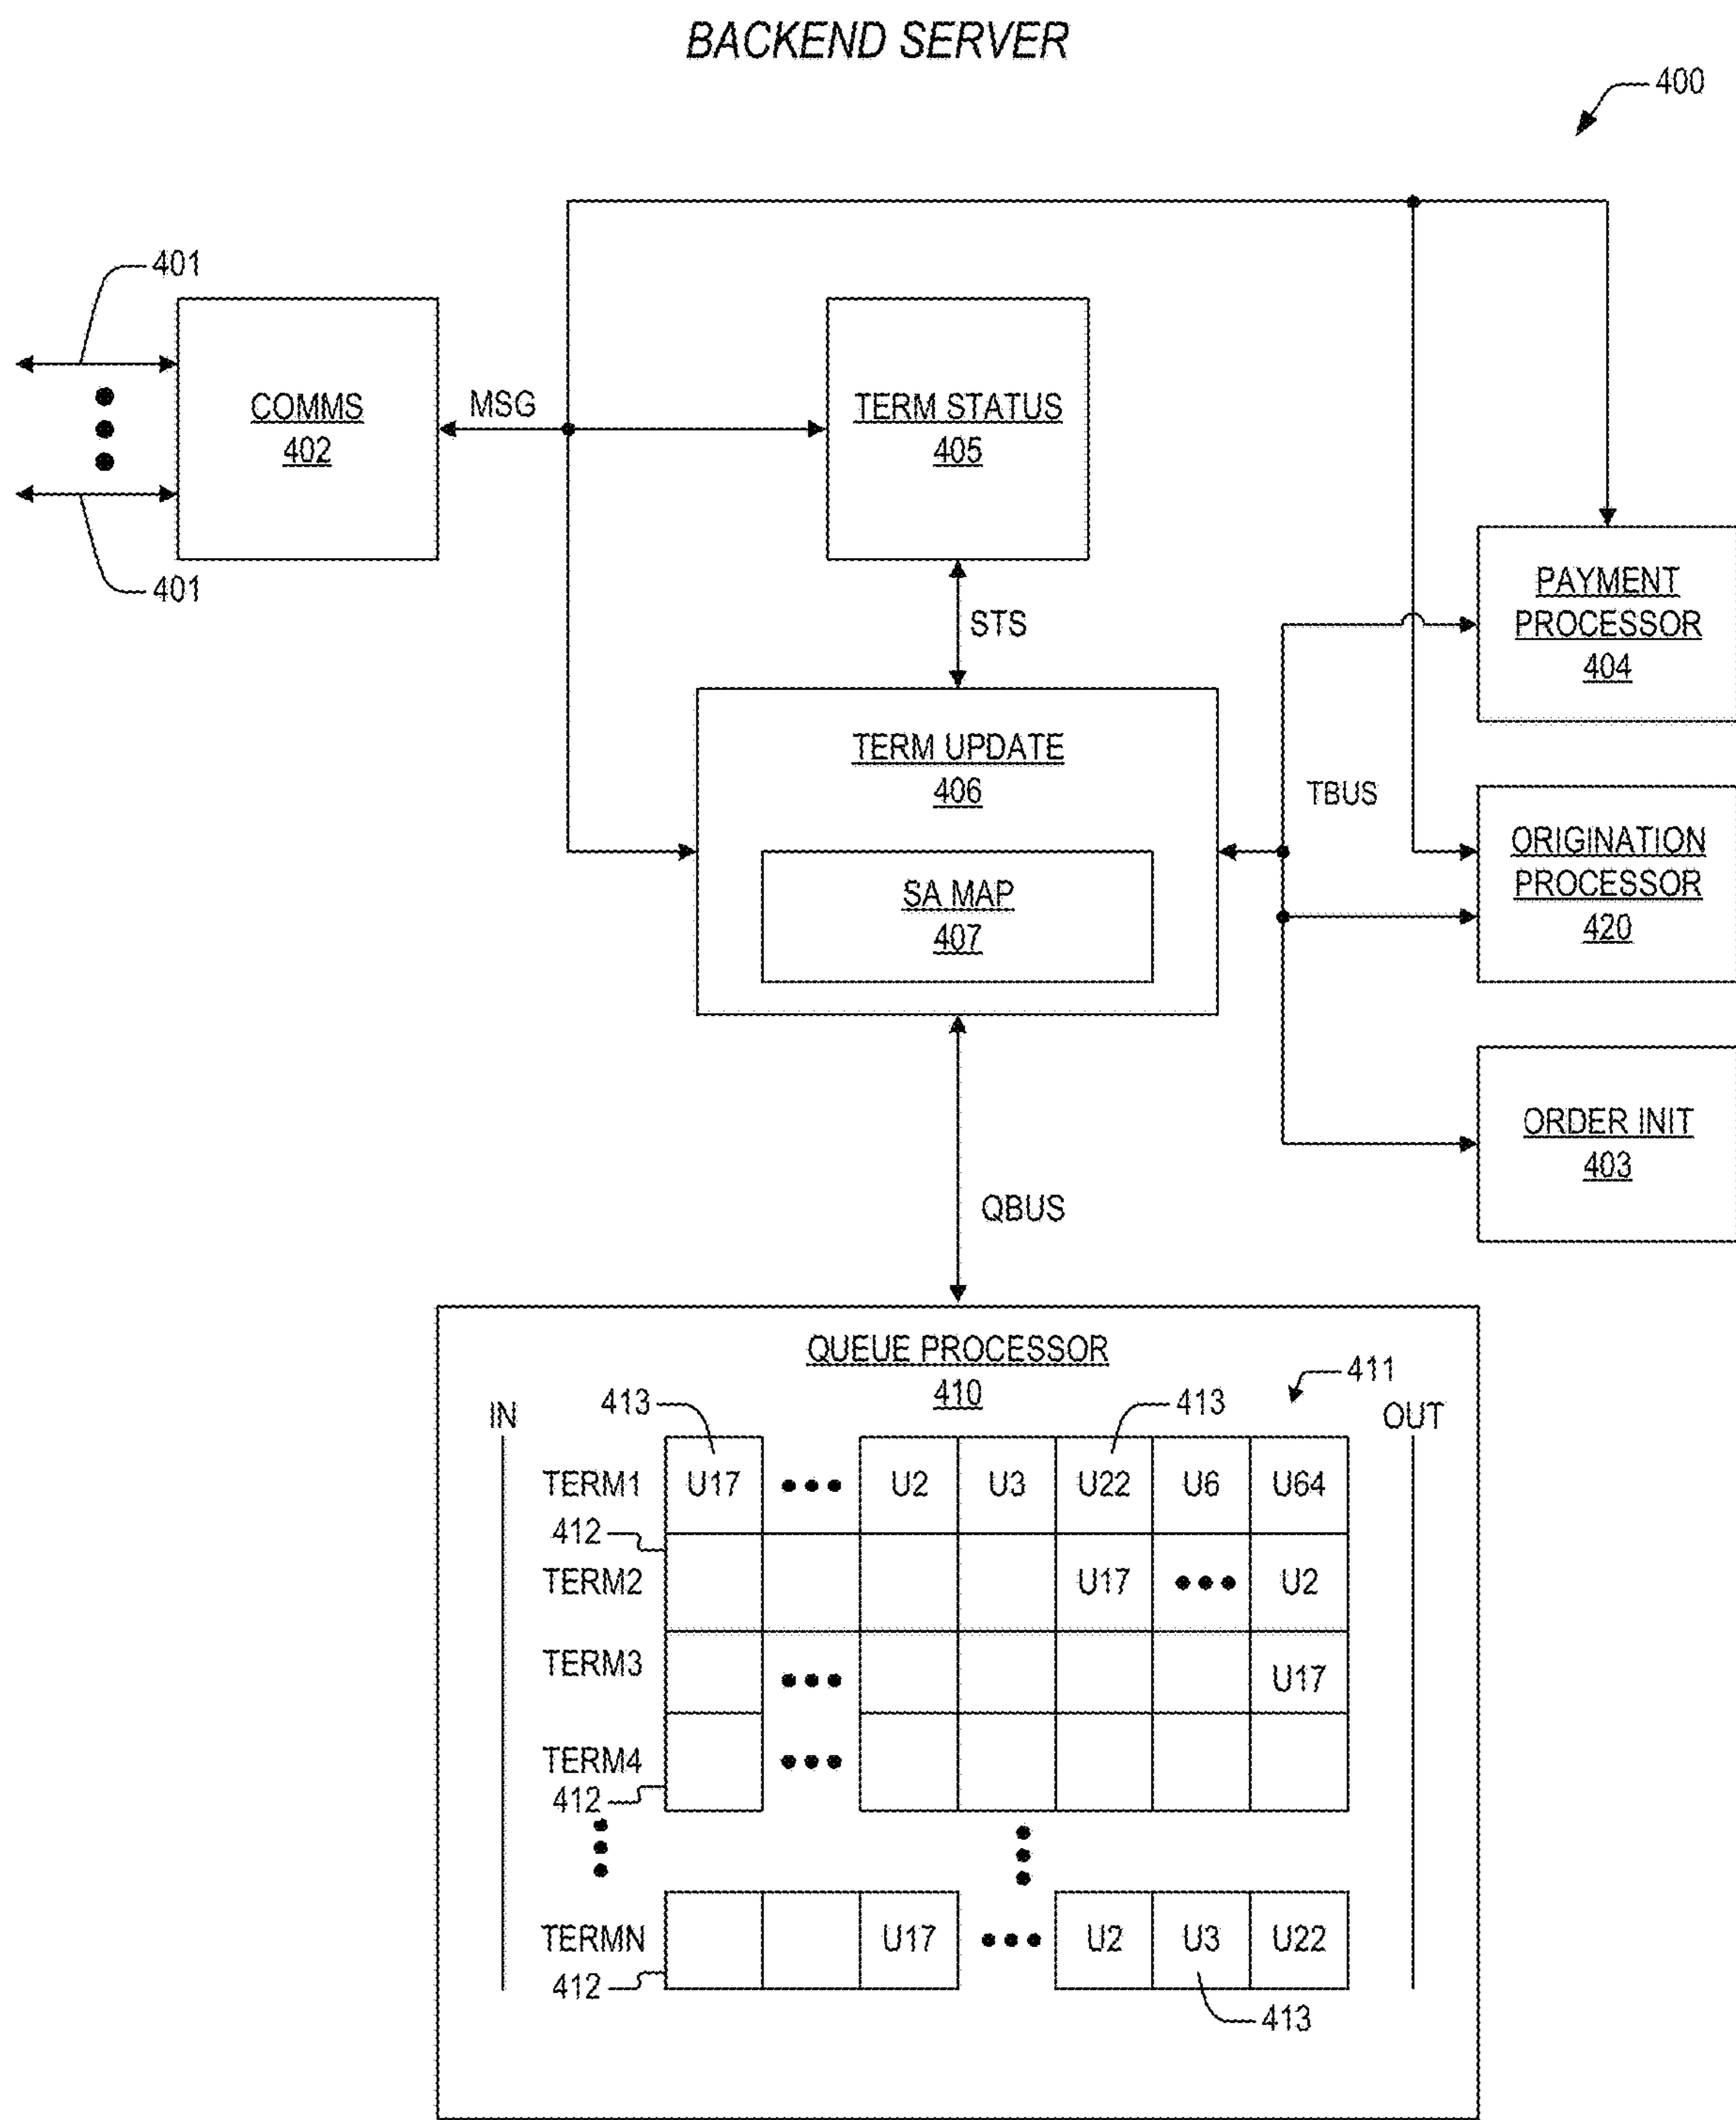 BACKEND SERVER
400
401
COMMS
402
MSG
TERM STATUS
405
401
PAYMENT
PROCESSOR
404
STS
TERM UPDATE
406
SA MAP
407
TBUS
ORIGINATION
PROCESSOR
420
ORDER INIT
403
QBUS
QUEUE PROCESSOR
410
411
413
413
IN
OUT
TERM1 U17 U2 U3 U22 U6 U64
412
TERM2 U17 U2
TERM3 U17
TERM4
412
TERMN U17 U2 U3 U22
412
413